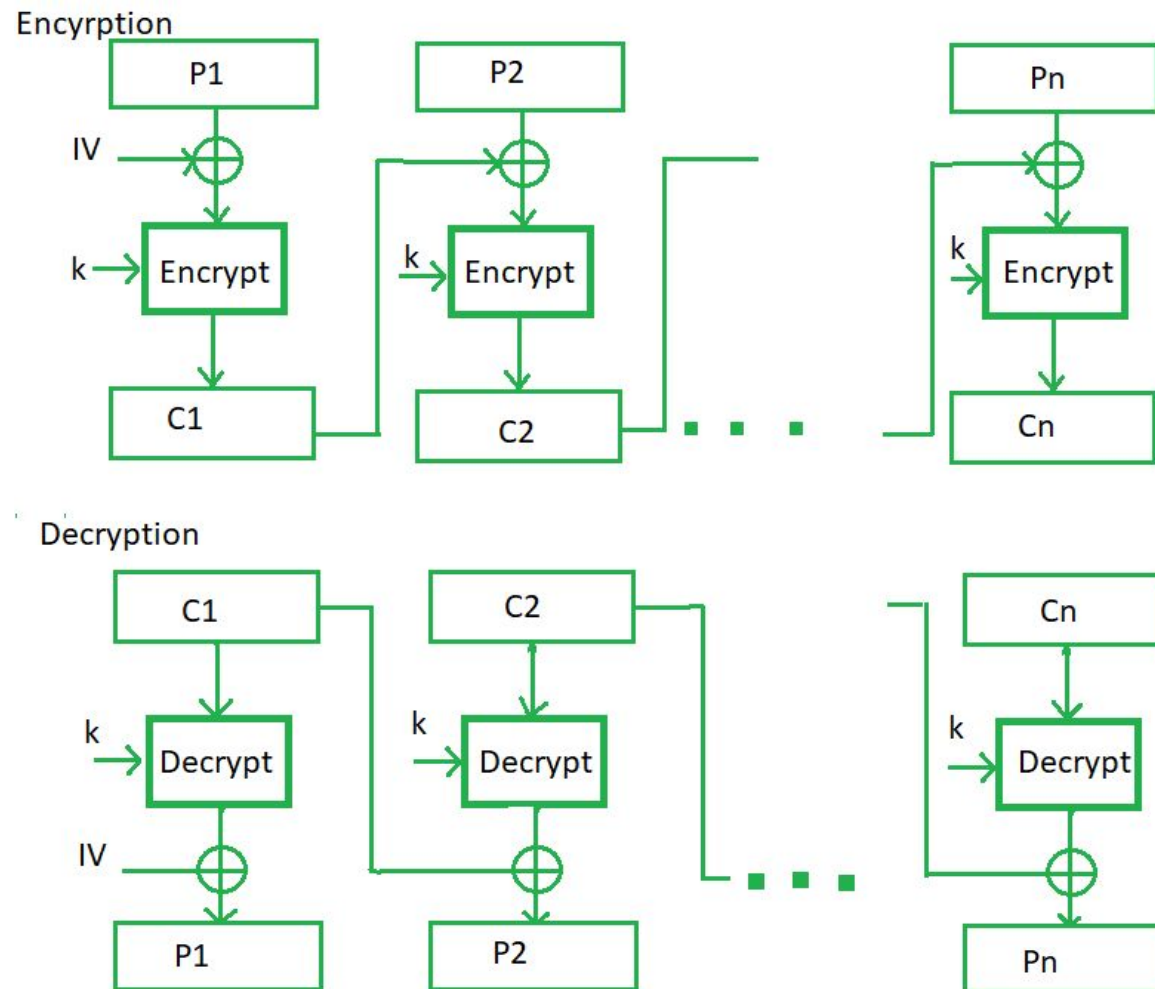 Encyrption
P1 P2 Pn
IV
k Encrypt k Encrypt k Encrypt
C1 C2 Cn
Decryption
C1 C2 Cn
k Decrypt k Decrypt k Decrypt
IV
P1 P2 Pn